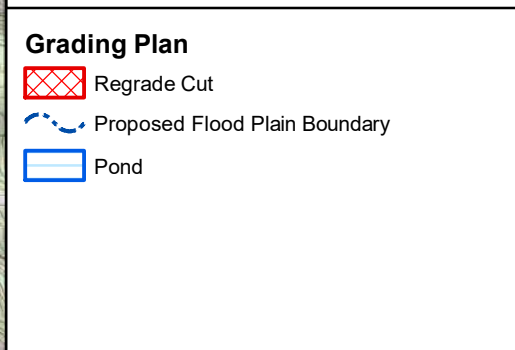 Grading Plan
Regrade Cut
Proposed Flood Plain Boundary
Pond